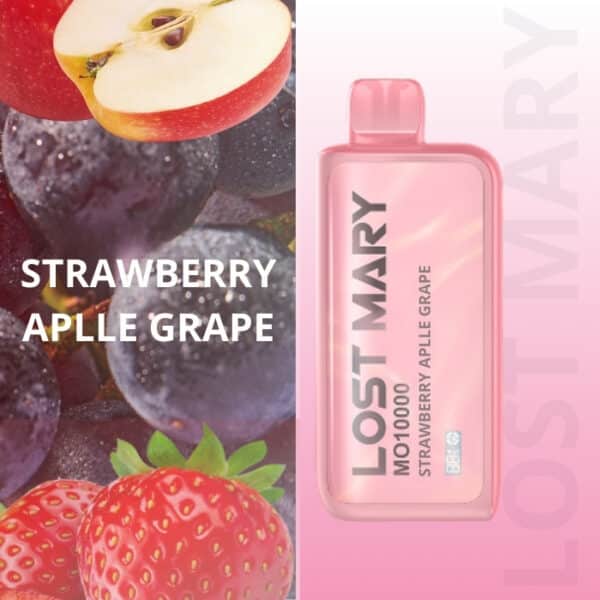 STRAWBERRY
APLLE GRAPE
LOST MARY
MO10000
STRAWBERRY APLLE GRAPE
LOST MARY